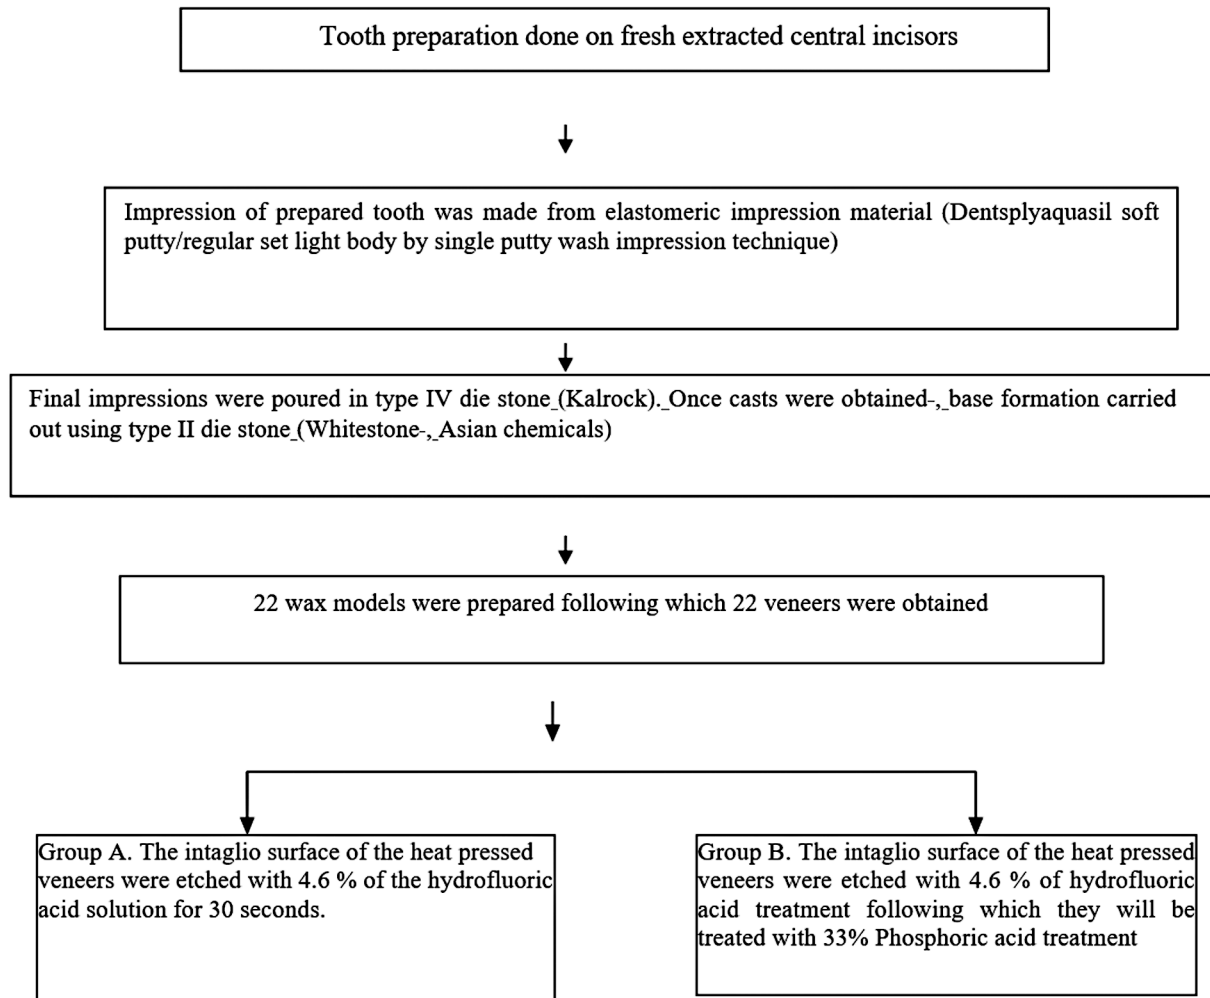 Tooth preparation done on fresh extracted central incisors
Impression of prepared tooth was made from elastomeric impression material (Dentsplyaquasil soft
putty/regular set light body by single putty wash impression technique)
Final impressions were poured in type IV die stone_(Kalrock)._Once casts were obtained-,_base formation carried
out using type II die stone_(Whitestone-,_Asian chemicals)
22 wax models were prepared following which 22 veneers were obtained
Group A. The intaglio surface of the heat pressed
veneers were etched with 4.6 % of the hydrofluoric
acid solution for 30 seconds.
Group B. The intaglio surface of the heat pressed
veneers were etched with 4.6 % of hydrofluoric
acid treatment following which they will be
treated with 33% Phosphoric acid treatment